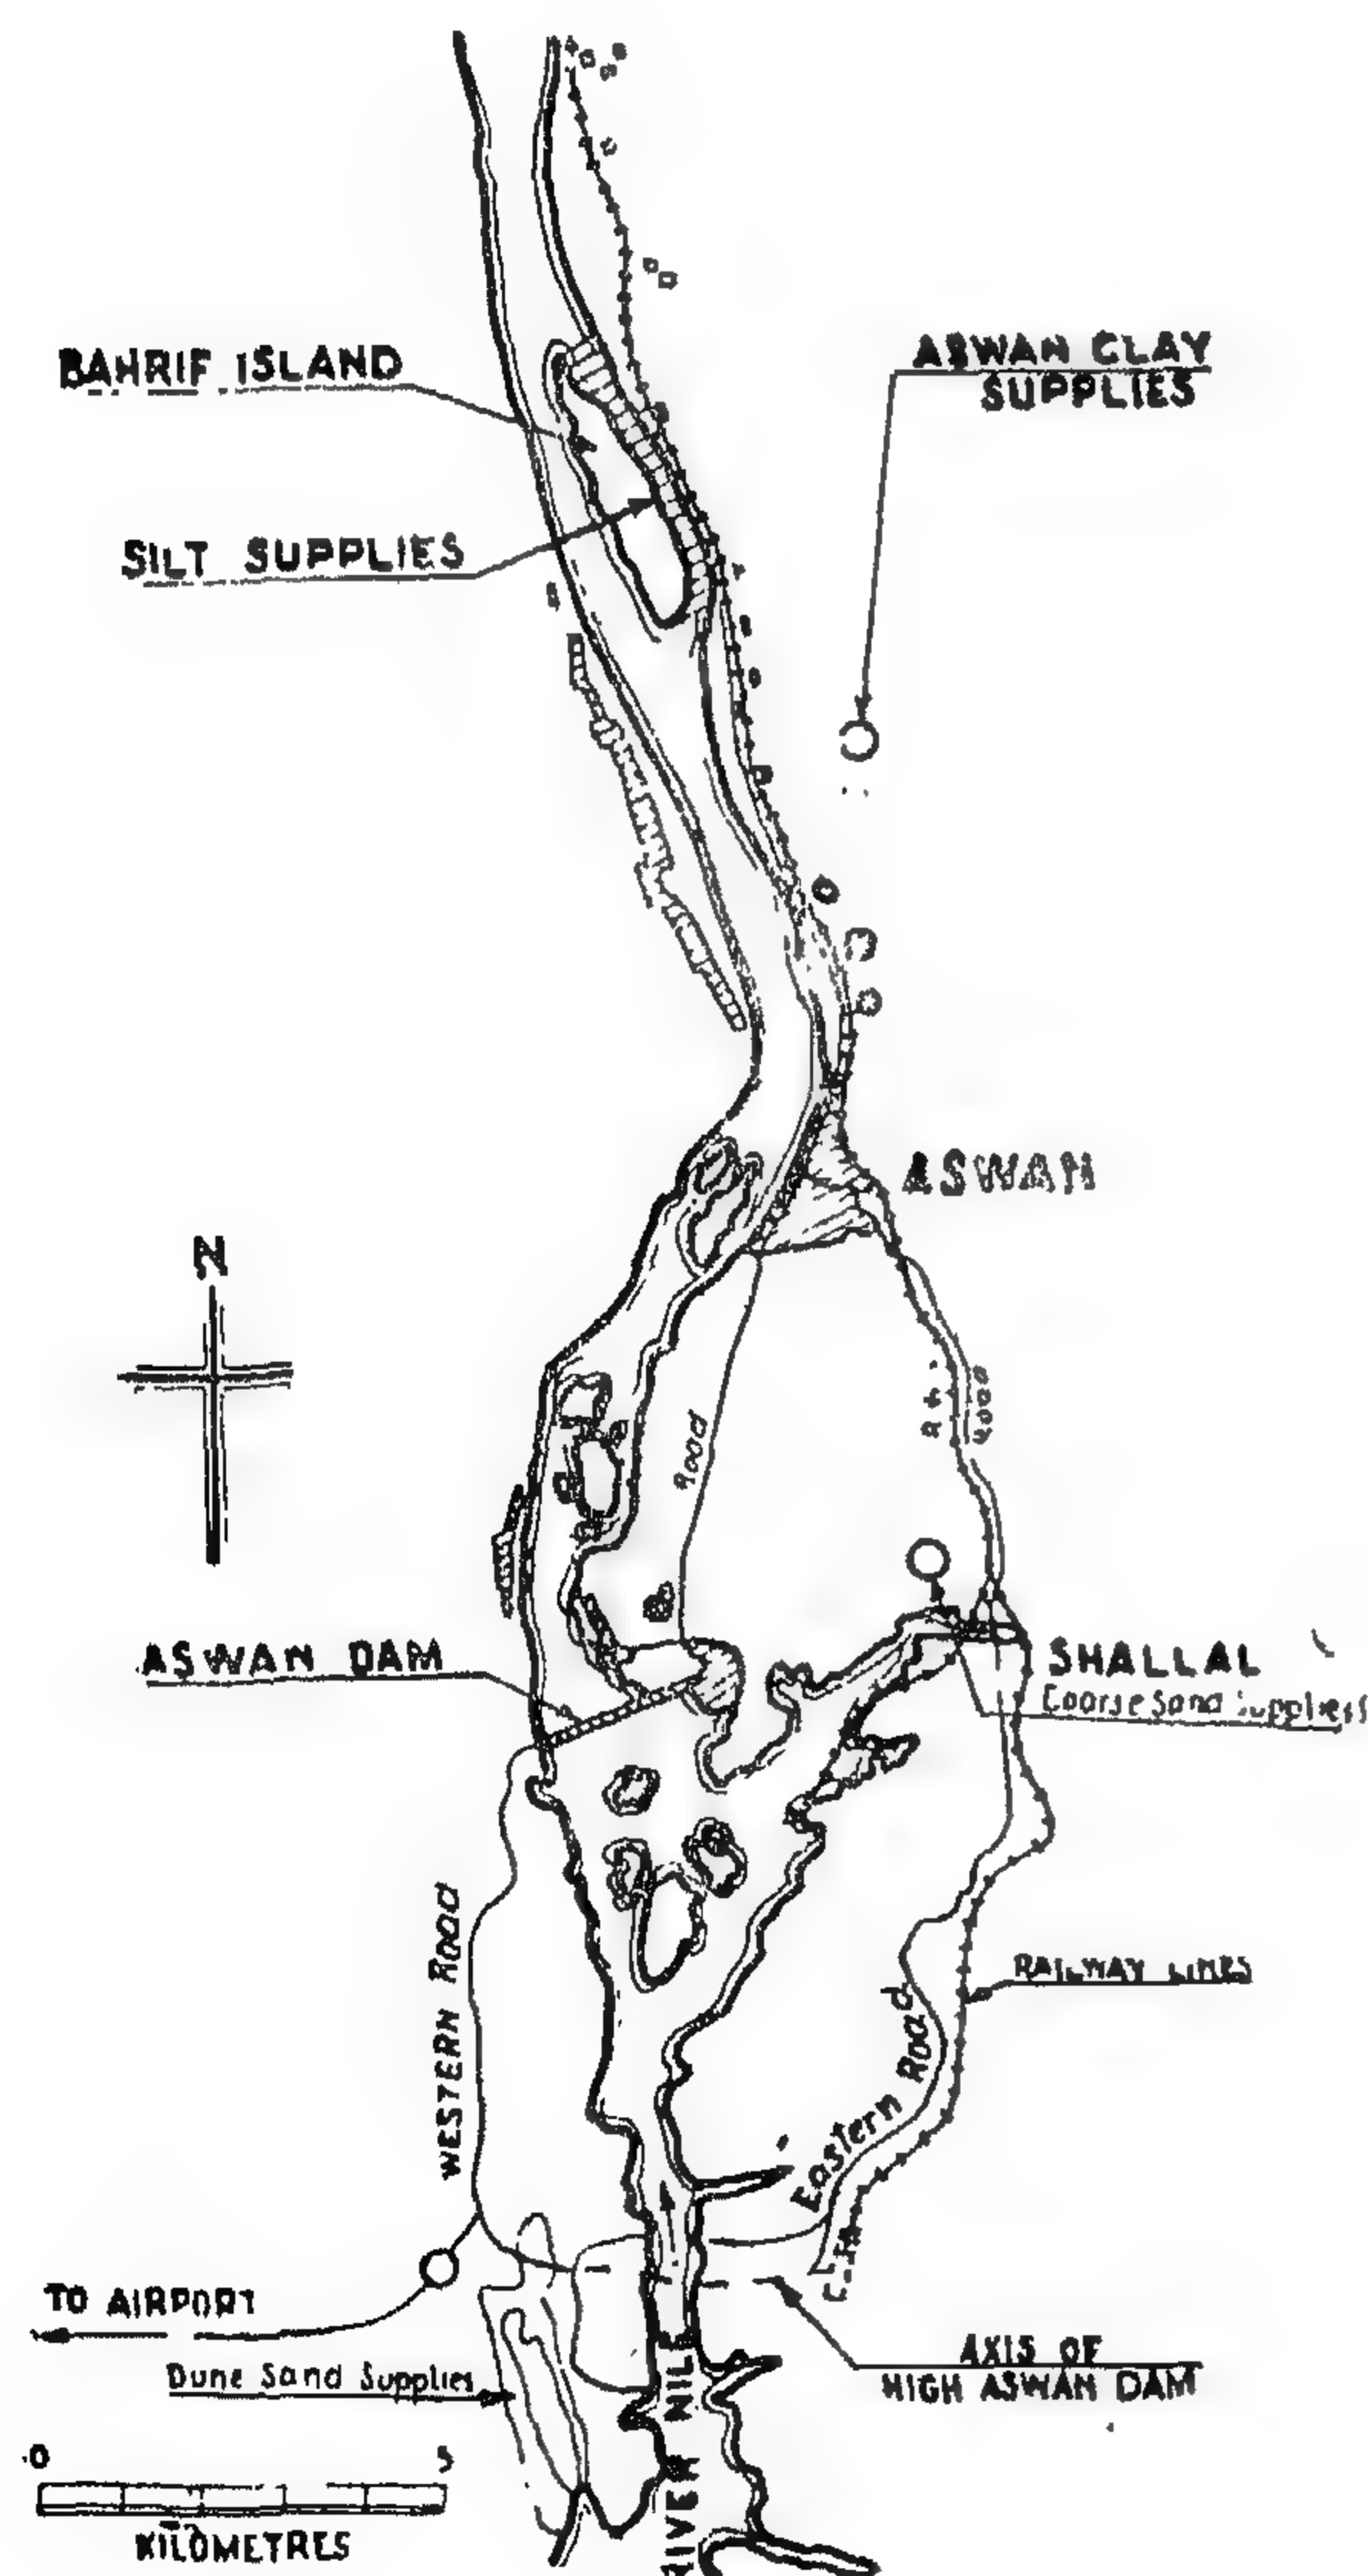 BAHRIF ISLAND
ASWAN CLAY
SUPPLIES
SILT SUPPLIES
ASWAN
N
Road
Road
ASWAN DAM
SHALLAL
Coarse Sand Supplies
WESTERN Road
RAILWAY LINES
Eastern Road
TO AIRPORT
AXIS OF
HIGH ASWAN DAM
Dune Sand Supplies
RIVER NILE
0 5
KILOMETRES